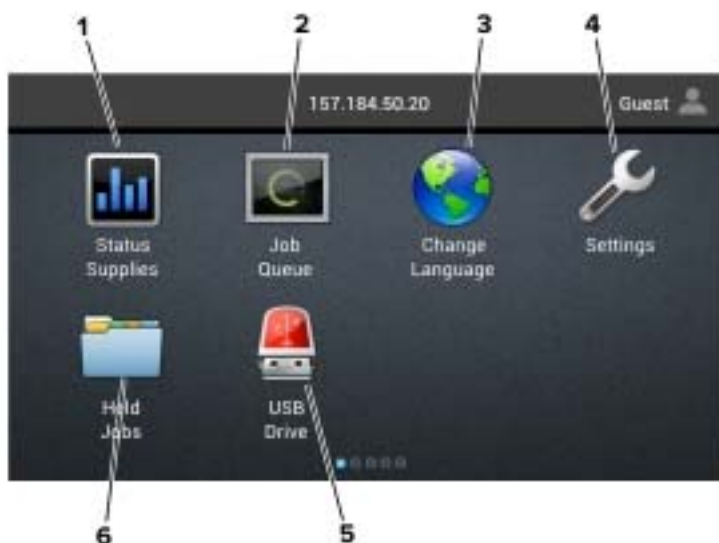 1 2 3 4
157.184.50.20 Guest
Status
Supplies
Job
Queue
Change
Language
Settings
Held
Jobs
USB
Drive
6 5